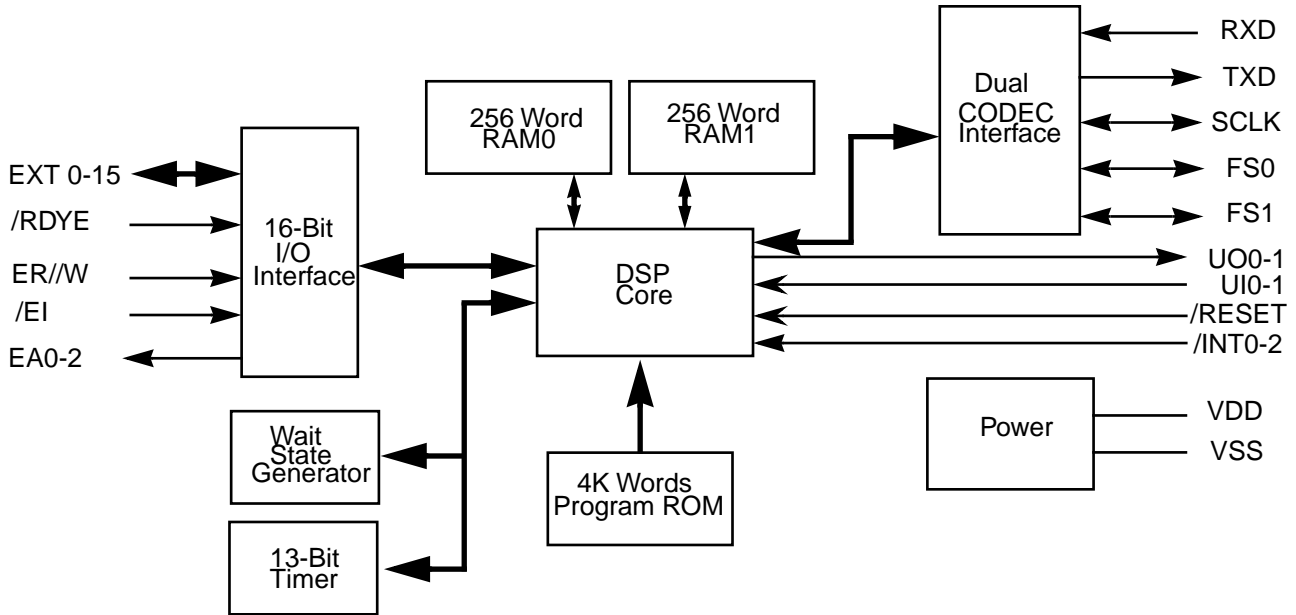 RXD
TXD
SCLK
FS0
FS1
Dual
CODEC
Interface
256 Word
RAM0
256 Word
RAM1
EXT 0-15
/RDYE
ER//W
/EI
EA0-2
16-Bit
I/O
Interface
DSP
Core
UO0-1
UI0-1
/RESET
/INT0-2
Wait
State
Generator
4K Words
Program ROM
Power
VDD
VSS
13-Bit
Timer